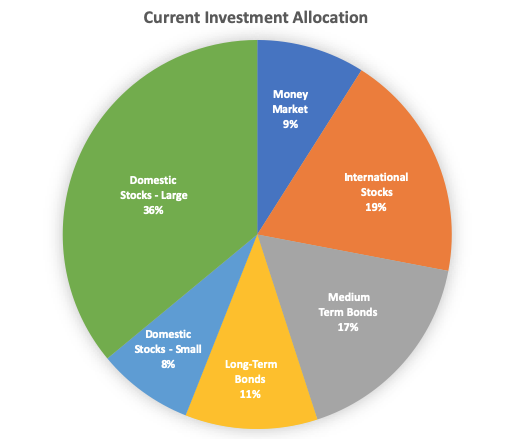 Current Investment Allocation
Money
Market
9%
International
Stocks
19%
Medium
Term Bonds
17%
Long-Term
Bonds
11%
Domestic
Stocks - Small
8%
Domestic
Stocks - Large
36%